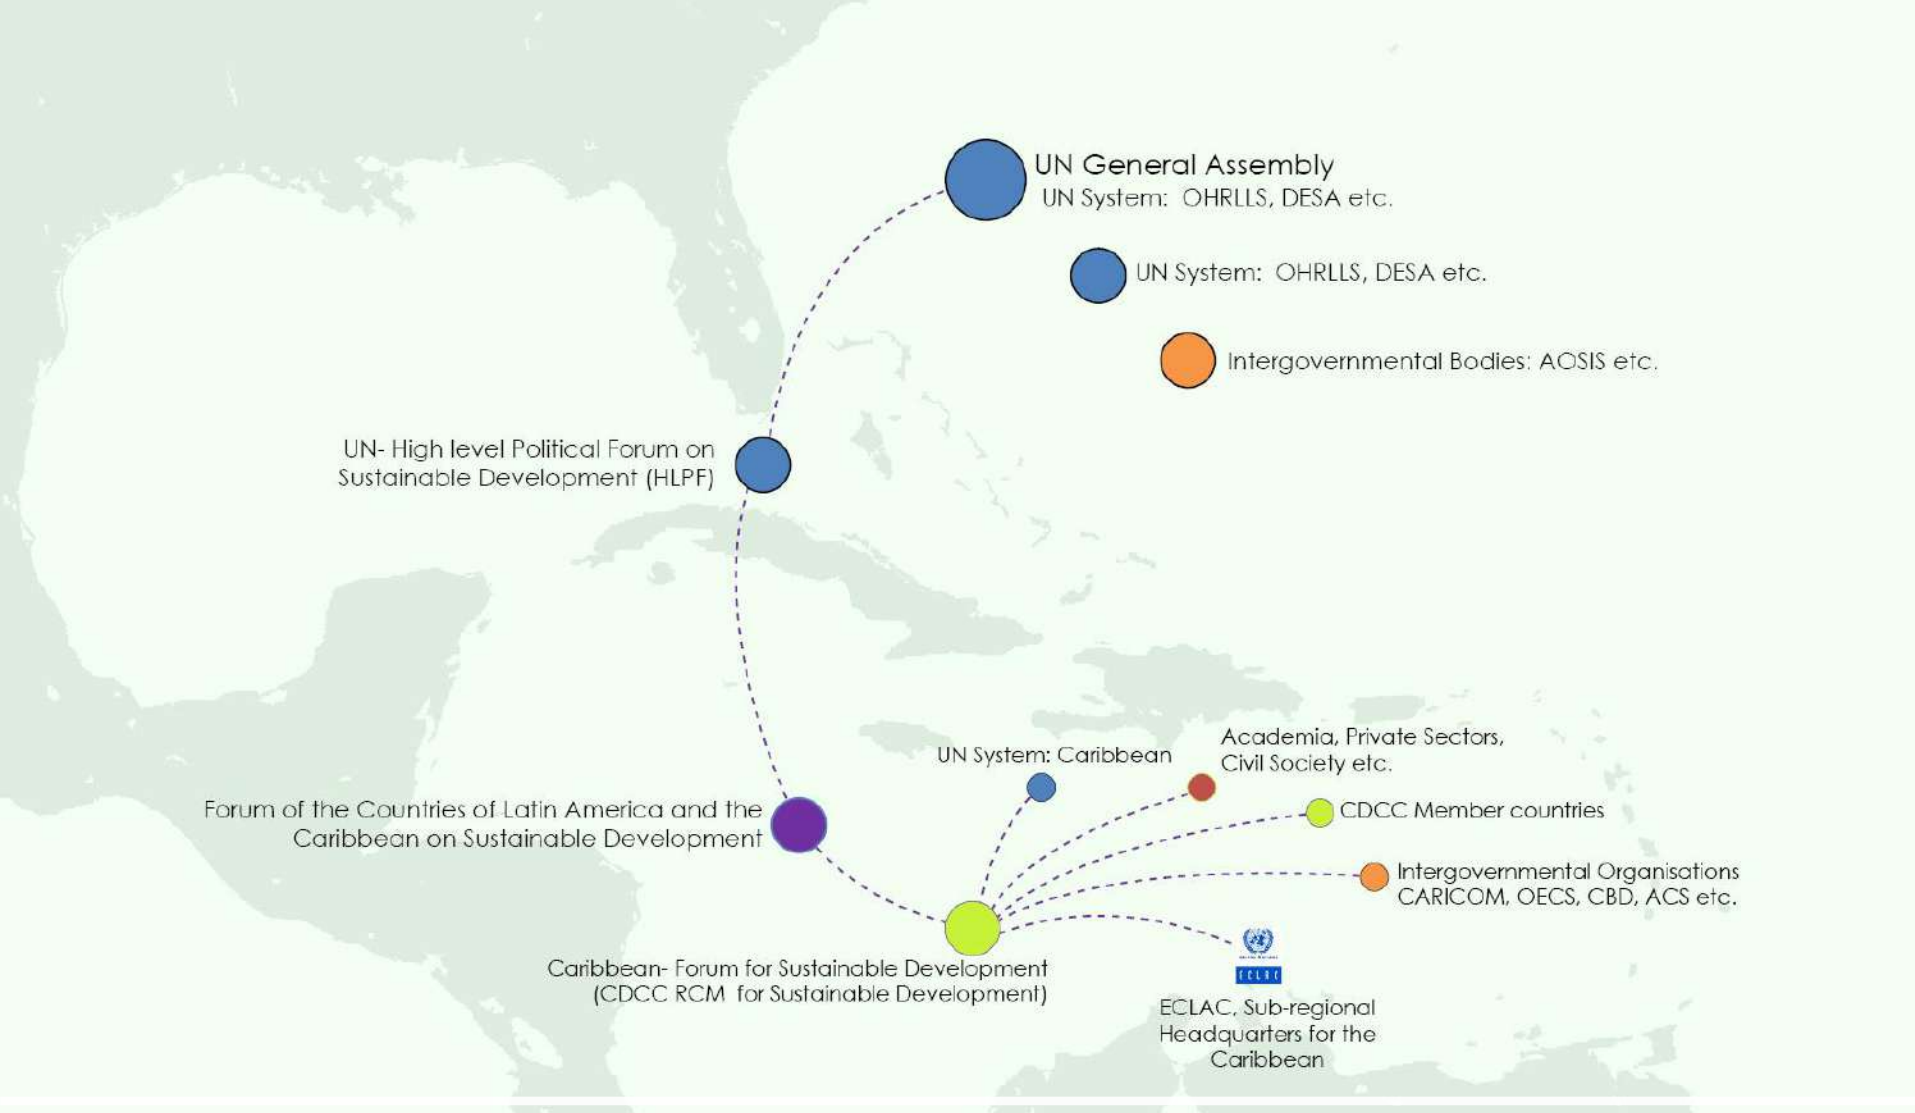 UN General Assembly
UN System: OHRLLS, DESA etc.
UN System: OHRLLS, DESA etc.
Intergovernmental Bodies: AOSIS etc.
UN- High level Political Forum on
Sustainable Development (HLPF)
Forum of the Countries of Latin America and the
Caribbean on Sustainable Development
UN System: Caribbean
Academia, Private Sectors,
Civil Society etc.
CDCC Member countries
Intergovernmental Organisations
CARICOM, OECS, CBD, ACS etc.
Caribbean- Forum for Sustainable Development
(CDCC RCM for Sustainable Development)
ECLAC
ECLAC, Sub-regional
Headquarters for the
Caribbean